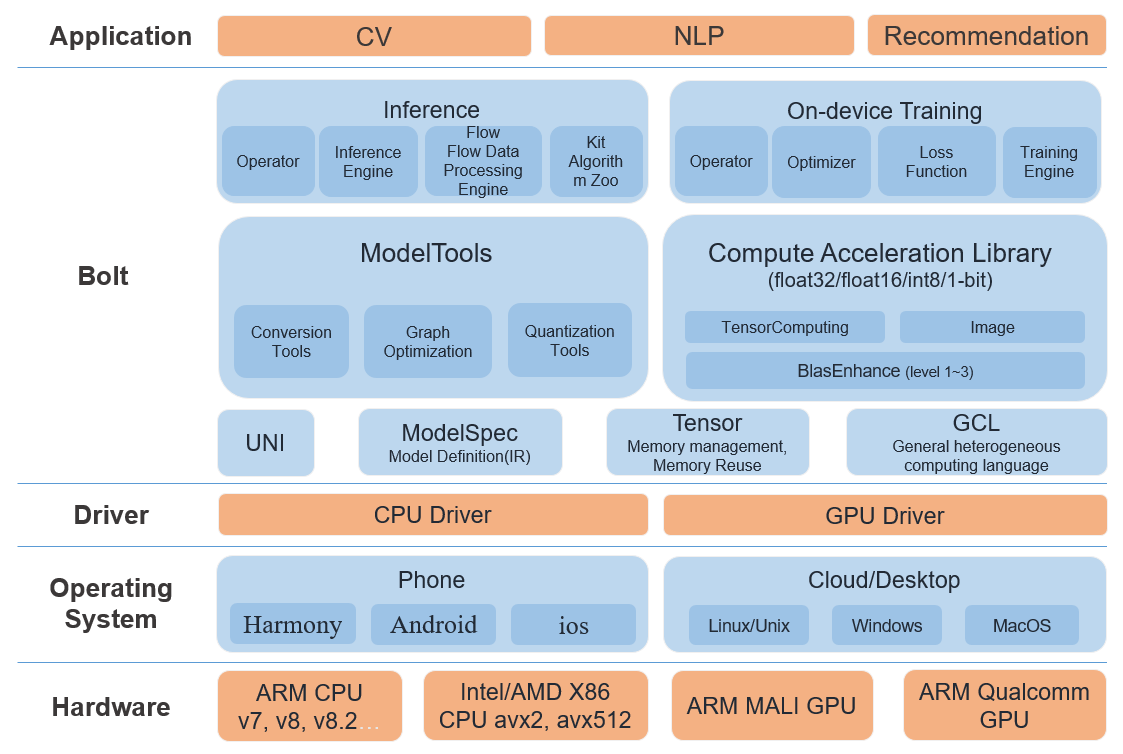 Application
CV
NLP
Recommendation
Bolt
Inference
Operator
Inference
Engine
Flow
Flow Data
Processing
Engine
Kit
Algorith
m Zoo
On-device Training
Operator
Optimizer
Loss
Function
Training
Engine
ModelTools
Conversion
Tools
Graph
Optimization
Quantization
Tools
Compute Acceleration Library
(float32/float16/int8/1-bit)
TensorComputing
Image
BlasEnhance (level 1~3)
UNI
ModelSpec
Model Definition(IR)
Tensor
Memory management,
Memory Reuse
GCL
General heterogeneous
computing language
Driver
CPU Driver
GPU Driver
Operating
System
Phone
Harmony
Android
ios
Cloud/Desktop
Linux/Unix
Windows
MacOS
Hardware
ARM CPU
v7, v8, v8.2...
Intel/AMD X86
CPU avx2, avx512
ARM MALI GPU
ARM Qualcomm
GPU